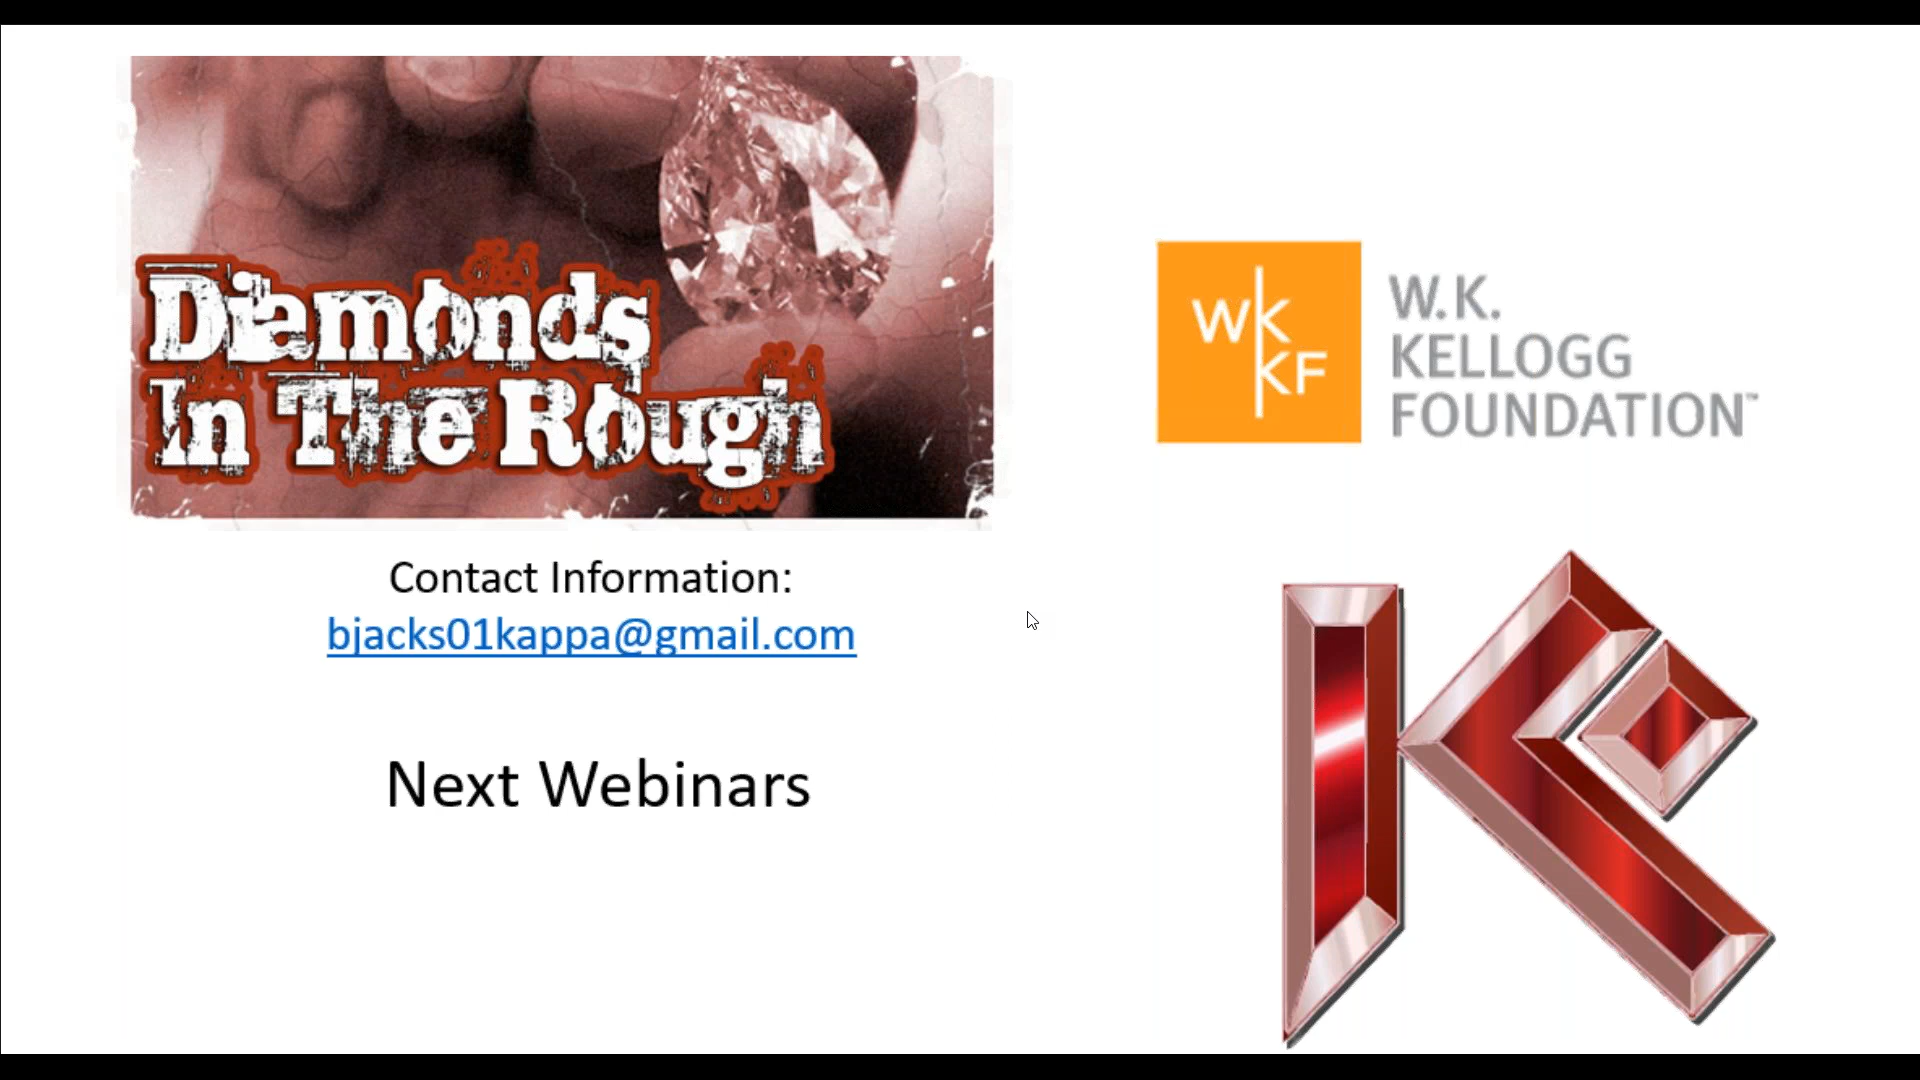 Diamonds
In The Rough
Contact Information:
bjacks01kappa@gmail.com
Next Webinars
WK
KF
W.K.
KELLOGG
FOUNDATION™
K